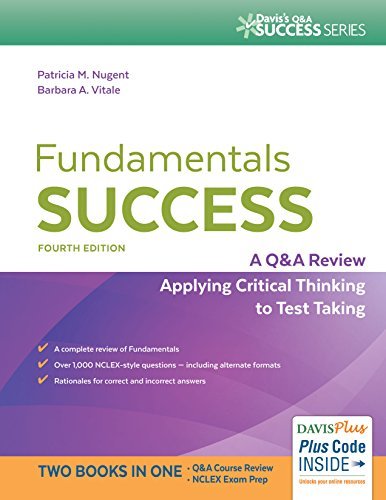 Davis's Q&A
SUCCESS SERIES
Patricia M. Nugent
Barbara A. Vitale
Fundamentals
SUCCESS
FOURTH EDITION
A Q&A Review
Applying Critical Thinking
to Test Taking
✓ A complete review of Fundamentals
✓ Over 1,000 NCLEX-style questions — including alternate formats
✓ Rationales for correct and incorrect answers
TWO BOOKS IN ONE • Q&A Course Review
• NCLEX Exam Prep
DAVISPlus
Plus Code
INSIDE
Unlocks your online resources